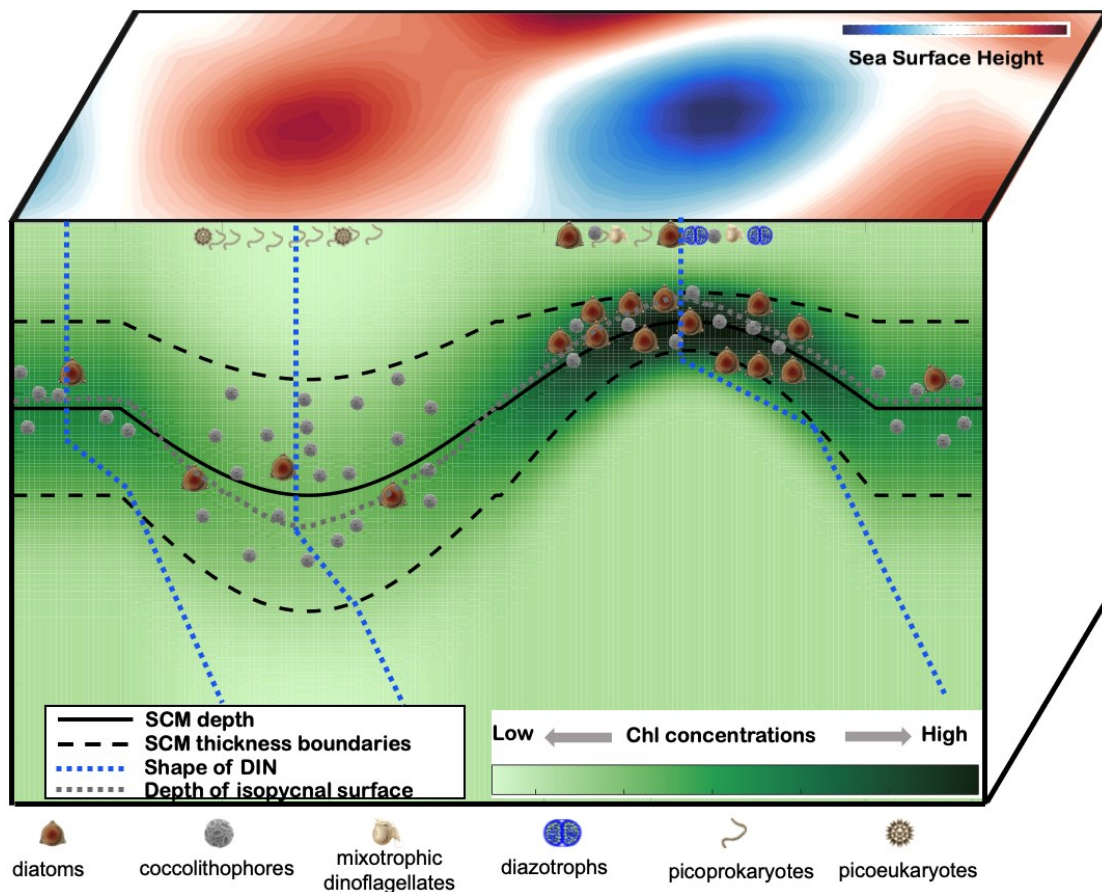 Sea Surface Height
SCM depth
SCM thickness boundaries
Shape of DIN
Depth of isopycnal surface
Low Chl concentrations High
diatoms
coccolithophores
mixotrophic
dinoflagellates
diazotrophs
picoprokaryotes
picoeukaryotes